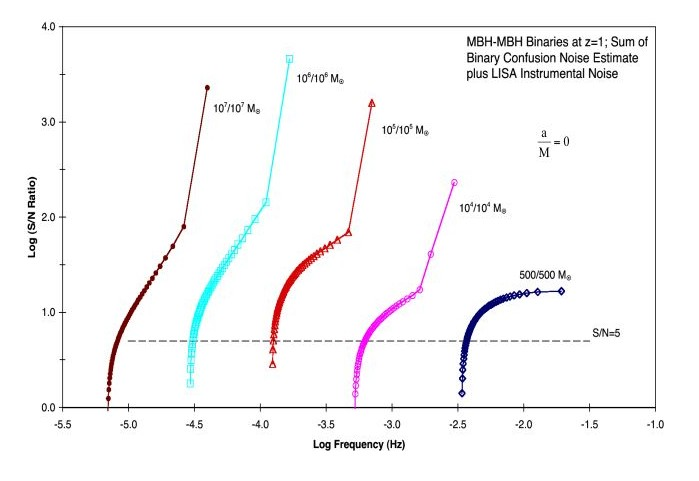 MBH-MBH Binaries at z=1; Sum of
Binary Confusion Noise Estimate
plus LISA Instrumental Noise
a
M = 0
10⁷/10⁷ M⊙
10⁶/10⁶ M⊙
10⁵/10⁵ M⊙
10⁴/10⁴ M⊙
500/500 M⊙
S/N=5
Log (S/N Ratio)
4.0
3.0
2.0
1.0
0.0
-5.5 -5.0 -4.5 -4.0 -3.5 -3.0 -2.5 -2.0 -1.5 -1.0
Log Frequency (Hz)